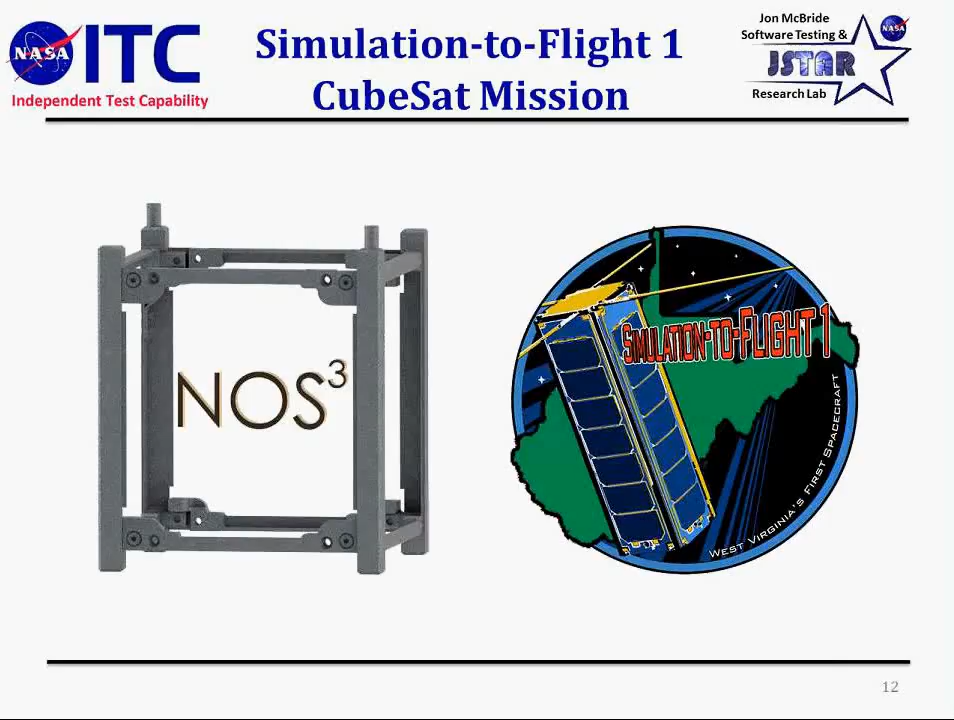 NASA
ITC
Independent Test Capability
Simulation-to-Flight 1
CubeSat Mission
Jon McBride
Software Testing &
JSTAR
Research Lab
NASA
NOS3
SIMULATION-TO-FLIGHT 1
WEST VIRGINIA'S FIRST SPACECRAFT
12